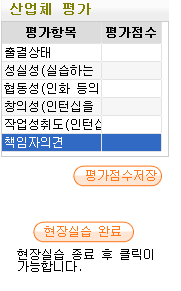 산업체 평가
평가항목 평가점수
출결상태
성실성(실습하는
협동성(인화 등의
창의성(인턴십을
작업성취도(인턴십
책임자의견
평가점수저장
현장실습 완료
현장실습 종료 후 클릭이
가능합니다.